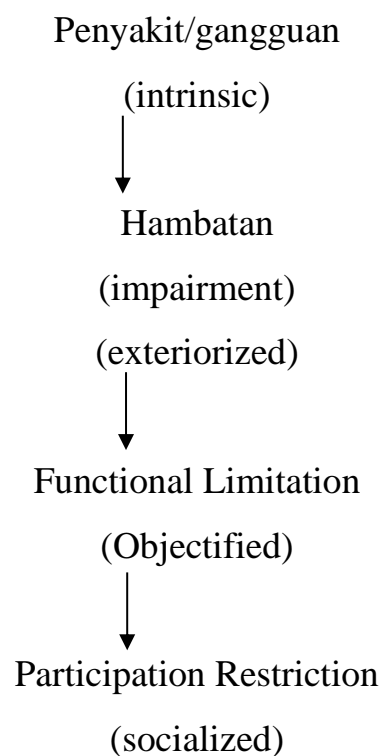 Penyakit/gangguan
(intrinsic)
Hambatan
(impairment)
(exteriorized)
Functional Limitation
(Objectified)
Participation Restriction
(socialized)